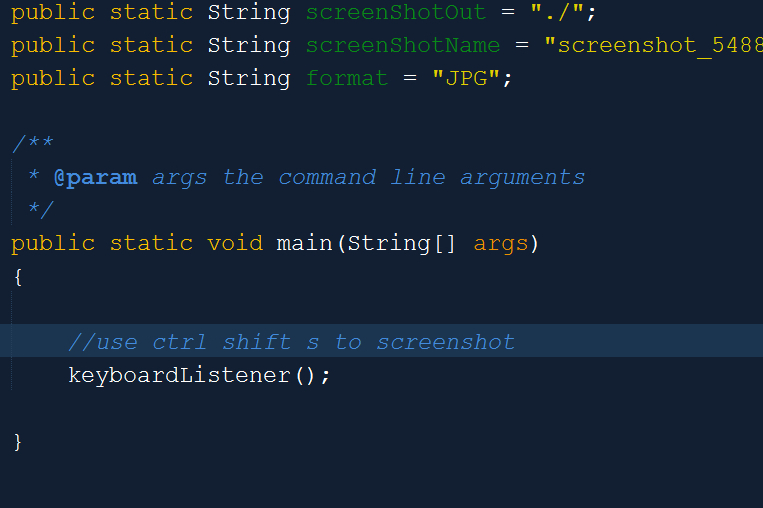 public static String screenShotOut = "./";
public static String screenShotName = "screenshot_5488
public static String format = "JPG";
/**
* @param args the command line arguments
*/
public static void main(String[] args)
{
//use ctrl shift s to screenshot
keyboardListener();
}